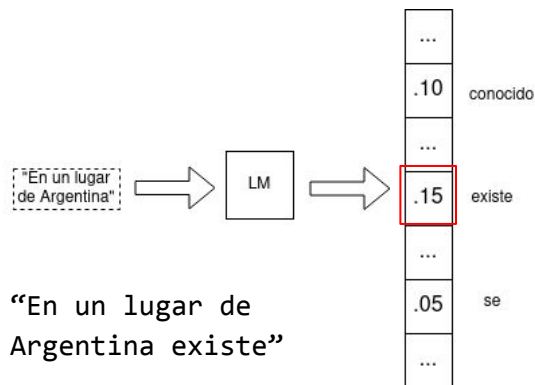 ...
.10 conocido
...
"En un lugar
de Argentina"
LM
.15 existe
...
.05 se
...
“En un lugar de
Argentina existe”